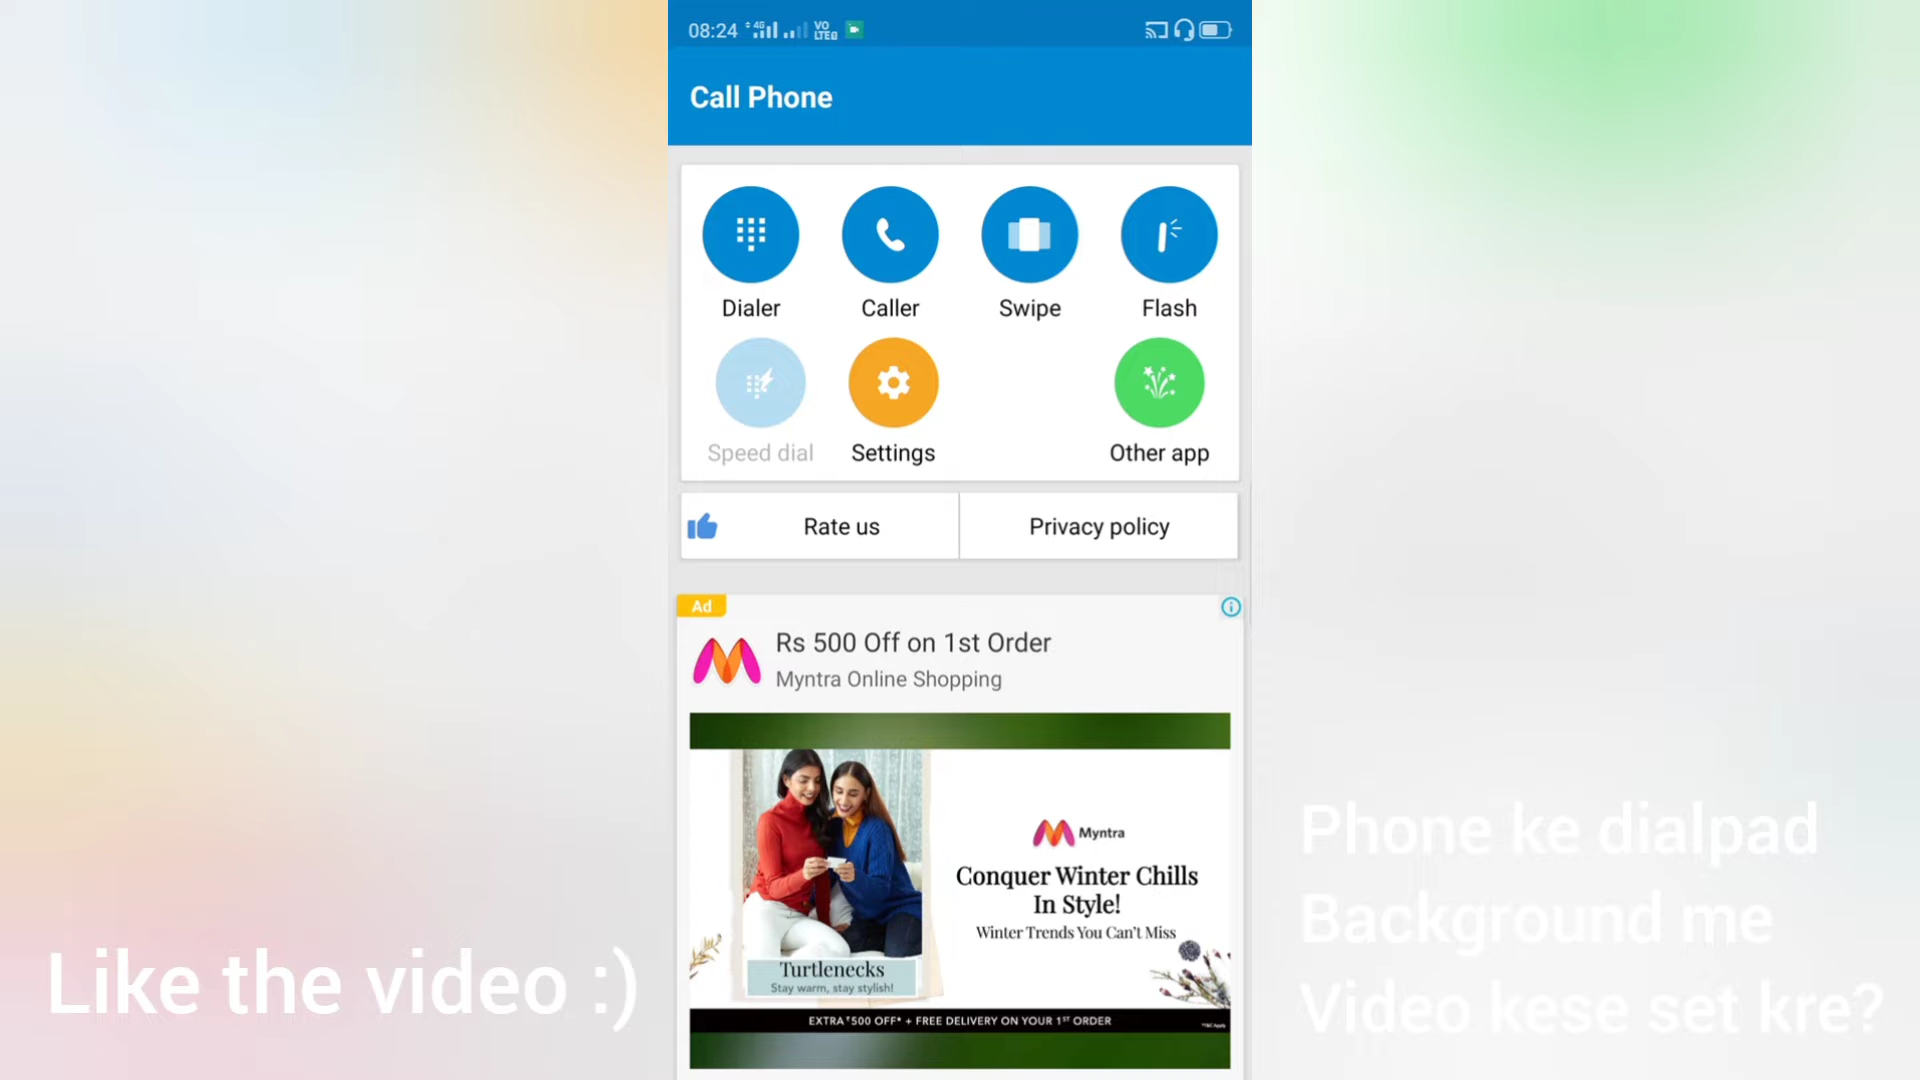 08:24 4G VO LTE
Call Phone
Dialer Caller Swipe Flash
Speed dial Settings Other app
Rate us Privacy policy
Ad
Rs 500 Off on 1st Order
Myntra Online Shopping
Myntra
Conquer Winter Chills
In Style!
Winter Trends You Can't Miss
Turtlenecks
Stay warm, stay stylish!
EXTRA ₹500 OFF* + FREE DELIVERY ON YOUR 1ST ORDER
Like the video :)
Phone ke dialpad
Background me
Video kese set kre?